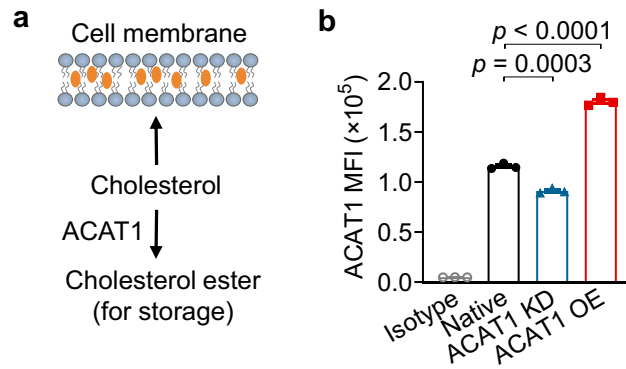 a
Cell membrane
Cholesterol
ACAT1
Cholesterol ester
(for storage)
b
p < 0.0001
p = 0.0003
ACAT1 MFI (×10⁵)
2.0
1.5
1.0
0.5
0.0
Isotype
Native
ACAT1 KD
ACAT1 OE